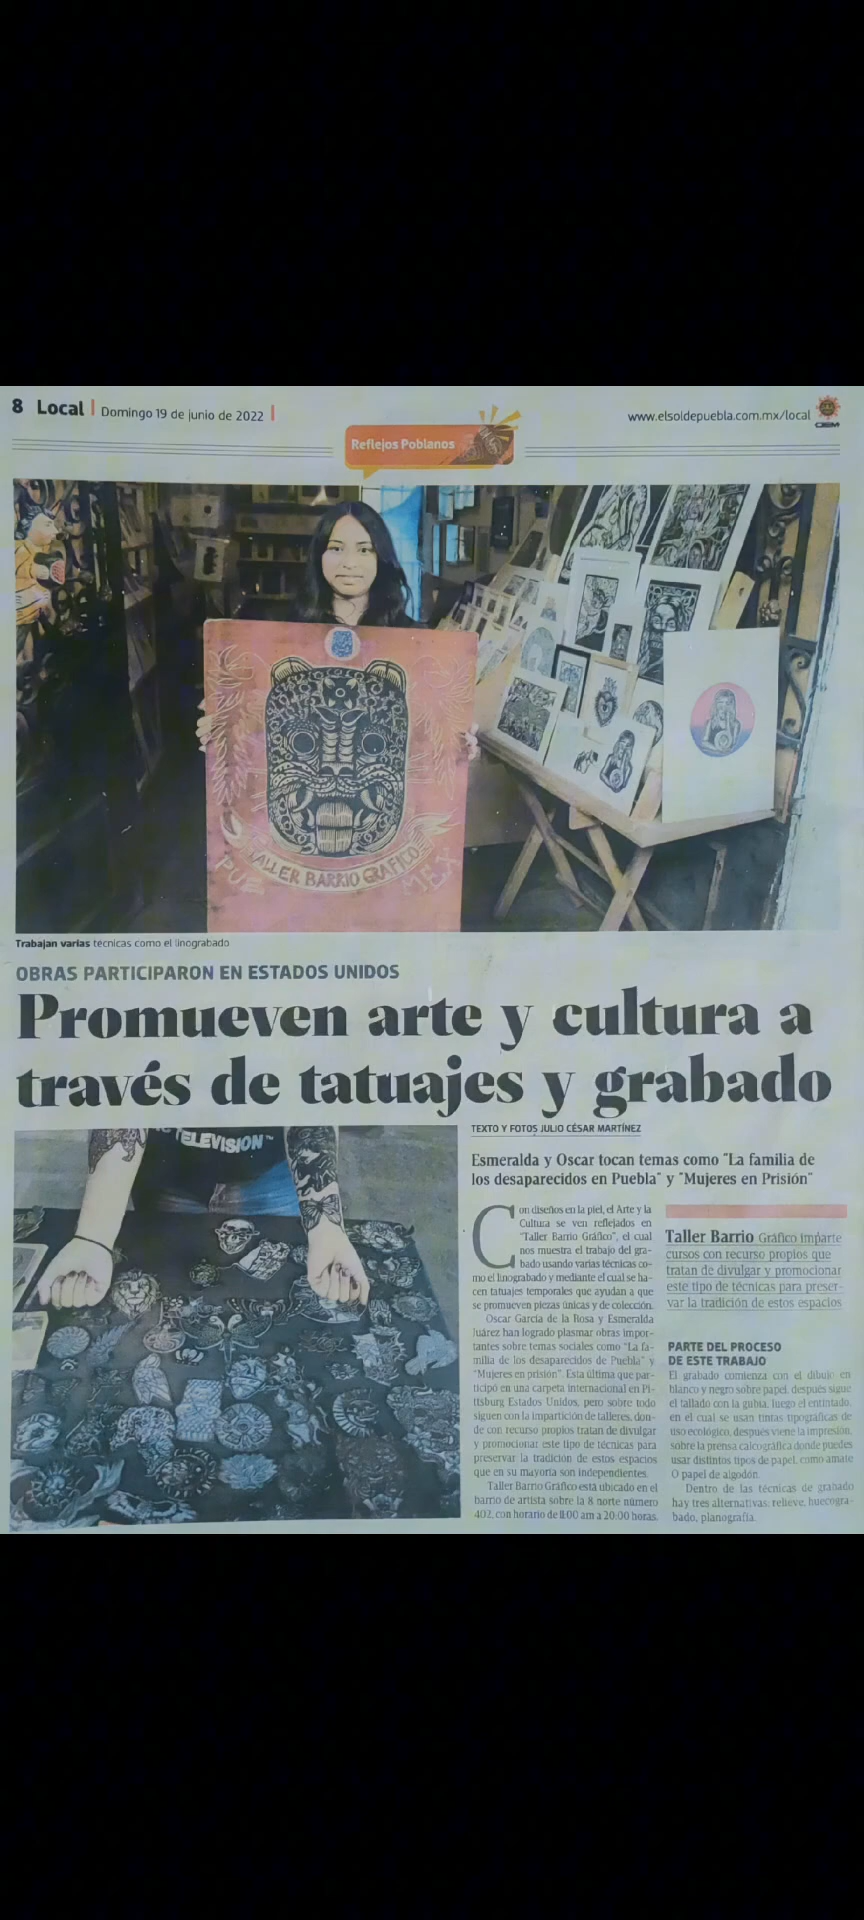 8 Local | Domingo 19 de junio de 2022 |
www.elsoldepuebla.com.mx/local
OEM
Reflejos Poblanos
TALLER BARRIO GRAFICO
PUE
MEX
Trabajan varias técnicas como el linograbado
OBRAS PARTICIPARON EN ESTADOS UNIDOS
Promueven arte y cultura a
través de tatuajes y grabado
TELEVISION™
TEXTO Y FOTOS JULIO CÉSAR MARTÍNEZ
Esmeralda y Oscar tocan temas como "La familia de
los desaparecidos en Puebla" y "Mujeres en Prisión"
Con diseños en la piel, el Arte y la
Cultura se ven reflejados en
"Taller Barrio Gráfico", el cual
nos muestra el trabajo del gra-
bado usando varias técnicas co-
mo el linograbado y mediante el cual se ha-
cen tatuajes temporales que ayudan a que
se promueven piezas únicas y de colección.
Oscar García de la Rosa y Esmeralda
Juárez han logrado plasmar obras impor-
tantes sobre temas sociales como "La fa-
milia de los desaparecidos de Puebla" y
"Mujeres en prisión". Esta última que par-
ticipó en una carpeta internacional en Pi-
ttsburg Estados Unidos, pero sobre todo
siguen con la impartición de talleres, don-
de con recurso propios tratan de divulgar
y promocionar este tipo de técnicas para
preservar la tradición de estos espacios
que en su mayoría son independientes.
Taller Barrio Gráfico está ubicado en el
barrio de artista sobre la 8 norte número
402, con horario de 11:00 am a 20:00 horas.
Taller Barrio Gráfico imparte
cursos con recurso propios que
tratan de divulgar y promocionar
este tipo de técnicas para preser-
var la tradición de estos espacios
PARTE DEL PROCESO
DE ESTE TRABAJO
El grabado comienza con el dibujo en
blanco y negro sobre papel, después sigue
el tallado con la gubia, luego el entintado,
en el cual se usan tintas tipográficas de
uso ecológico, después viene la impresión,
sobre la prensa calcográfica donde puedes
usar distintos tipos de papel, como amate
O papel de algodón.
Dentro de las técnicas de grabado
hay tres alternativas: relieve, huecogra-
bado, planografía.